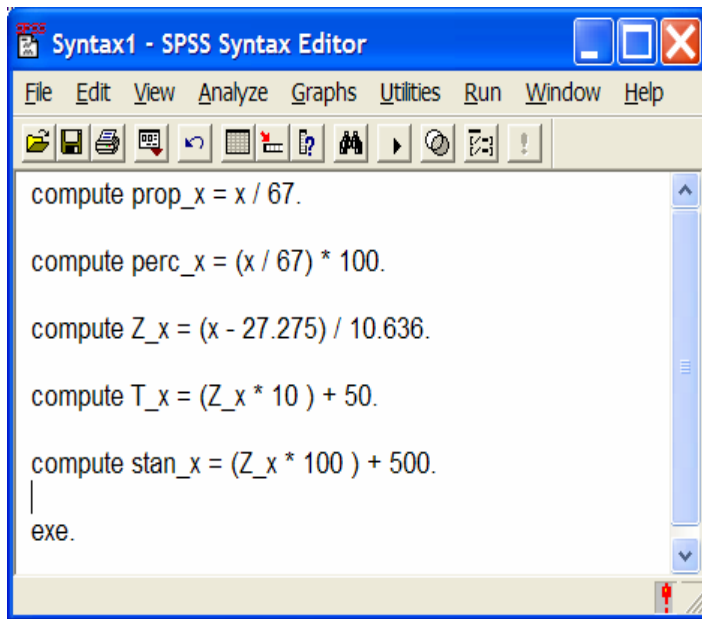 Syntax1 - SPSS Syntax Editor
File Edit View Analyze Graphs Utilities Run Window Help
compute prop_x = x / 67.
compute perc_x = (x / 67) * 100.
compute Z_x = (x - 27.275) / 10.636.
compute T_x = (Z_x * 10 ) + 50.
compute stan_x = (Z_x * 100 ) + 500.
exe.